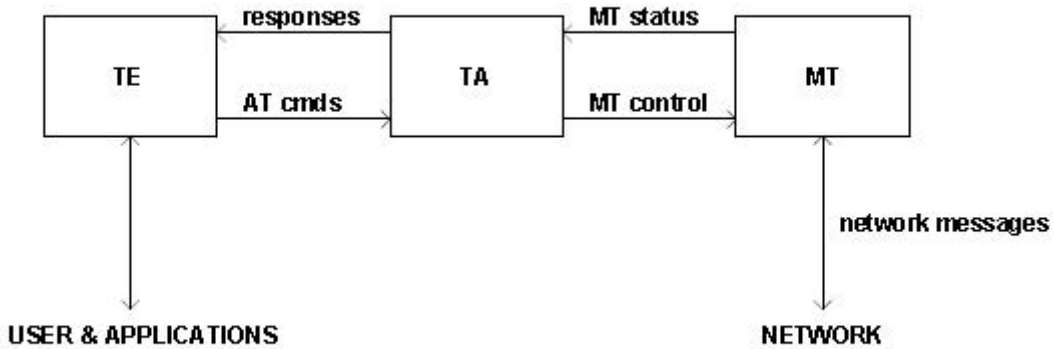 responses
MT status
TE
TA
MT
AT cmds
MT control
network messages
USER & APPLICATIONS
NETWORK